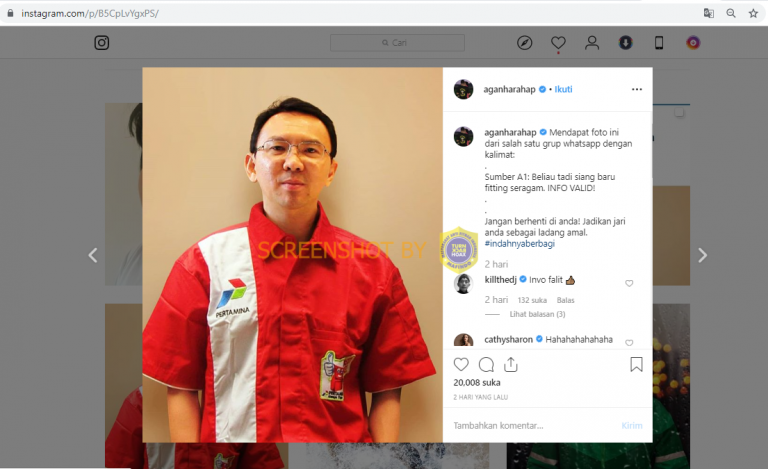 instagram.com/p/B5CpLvYgxPS/
Cari
aganharahap • Ikuti
aganharahap Mendapat foto ini
dari salah satu grup whatsapp dengan
kalimat:
.
Sumber A1: Beliau tadi siang baru
fitting seragam. INFO VALID!
.
.
Jangan berhenti di anda! Jadikan jari
anda sebagai ladang amal.
#indahnyaberbagi
2 hari
killthedj Invo falit 👍🏾
2 hari 132 suka Balas
Lihat balasan (3)
cathysharon Hahahahahahaha
20,008 suka
2 HARI YANG LALU
Tambahkan komentar... Kirim
SCREENSHOT BY
TURN
BACK
HOAX
PERTAMINA